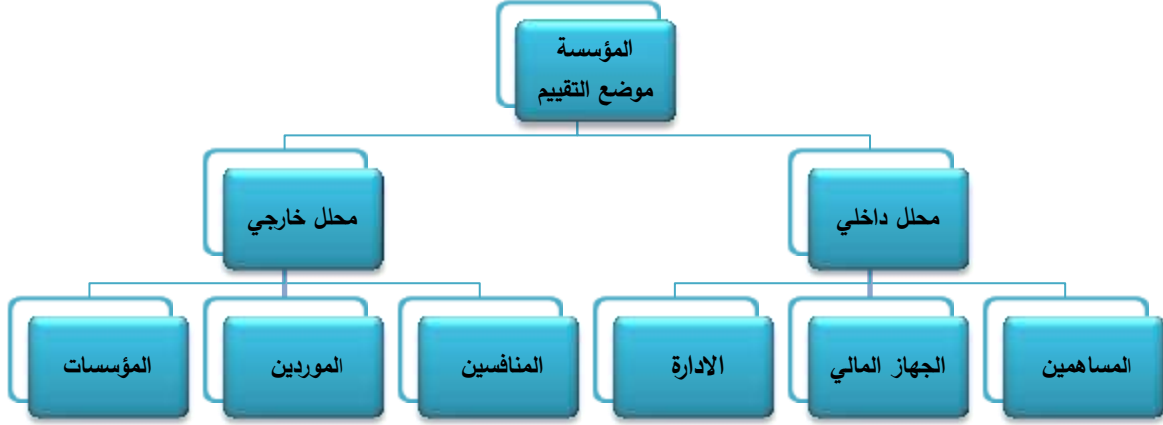 المؤسسة
موضع التقييم
محلل داخلي
محلل خارجي
المساهمين
الجهاز المالي
الادارة
المنافسين
الموردين
المؤسسات